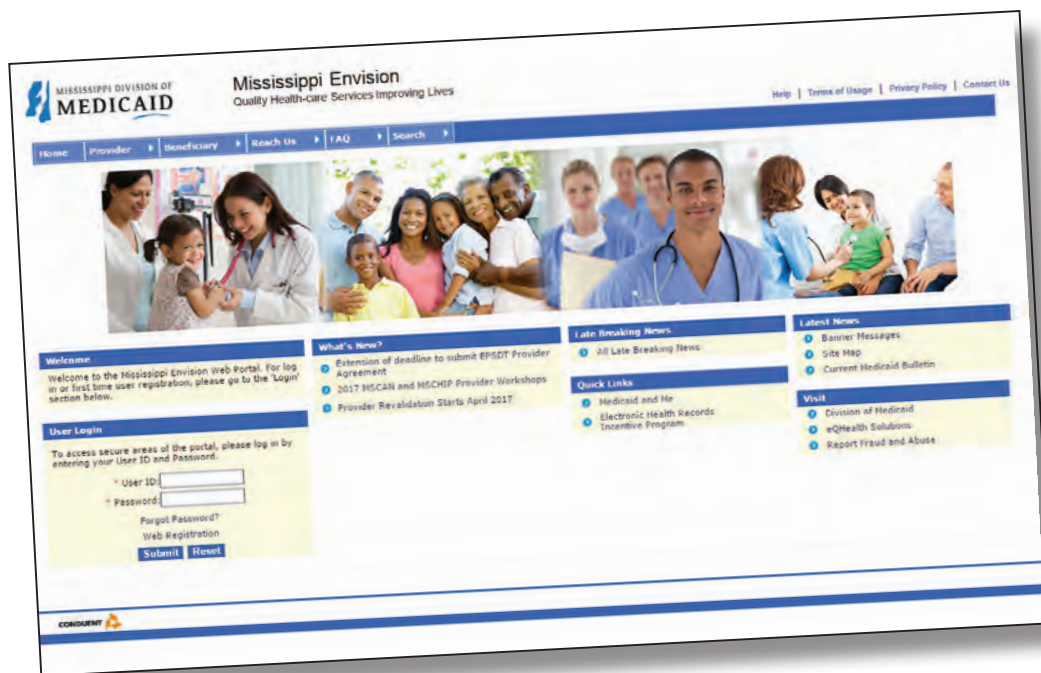 MISSISSIPPI DIVISION OF
MEDICAID
Mississippi Envision
Quality Health-care Services Improving Lives
Help | Terms of Usage | Privacy Policy | Contact Us
Home
Provider
Beneficiary
Reach Us
FAQ
Search
Welcome
Welcome to the Mississippi Envision Web Portal. For log
in or first time user registration, please go to the 'Login'
section below.
User Login
To access secure areas of the portal, please log in by
entering your User ID and Password.
* User ID:
* Password:
Forgot Password?
Web Registration
Submit Reset
What's New?
Extension of deadline to submit EPSDT Provider
Agreement
2017 MSCAN and MSCHIP Provider Workshops
Provider Revalidation Starts April 2017
Late Breaking News
All Late Breaking News
Quick Links
Medicaid and Me
Electronic Health Records
Incentive Program
Latest News
Banner Messages
Site Map
Current Medicaid Bulletin
Visit
Division of Medicaid
eQHealth Solutions
Report Fraud and Abuse
CONDUENT